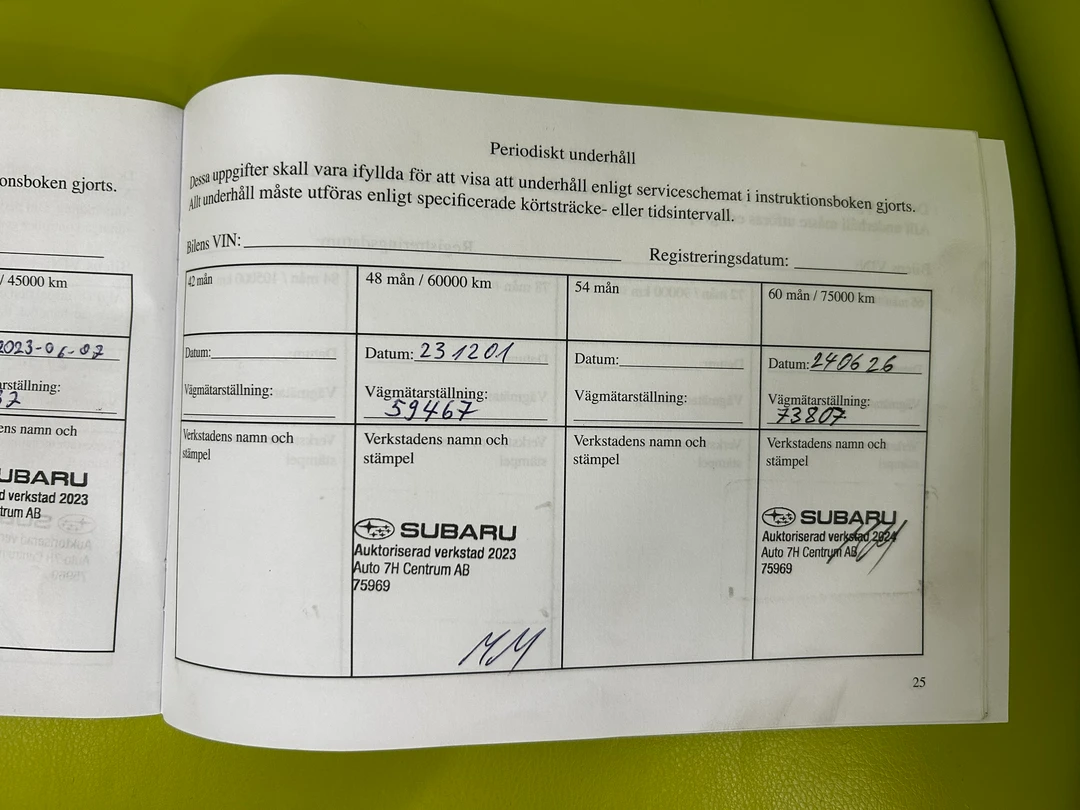 onsboken gjorts.
/ 45000 km
2023-06-07
rställning:
ens namn och
UBARU
d verkstad 2023
trum AB
Periodiskt underhåll
Dessa uppgifter skall vara ifyllda för att visa att underhåll enligt serviceschemat i instruktionsboken gjorts.
Allt underhåll måste utföras enligt specificerade körtsträcke- eller tidsintervall.
Bilens VIN:
Registreringsdatum:
42 mån
Datum:
Vägmätarställning:
Verkstadens namn och
stämpel
48 mån / 60000 km
Datum: 231201
Vägmätarställning:
59467
Verkstadens namn och
stämpel
SUBARU
Auktoriserad verkstad 2023
Auto 7H Centrum AB
75969
54 mån
Datum:
Vägmätarställning:
Verkstadens namn och
stämpel
60 mån / 75000 km
Datum: 240626
Vägmätarställning:
73807
Verkstadens namn och
stämpel
SUBARU
Auktoriserad verkstad 2024
Auto 7H Centrum AB
75969
25